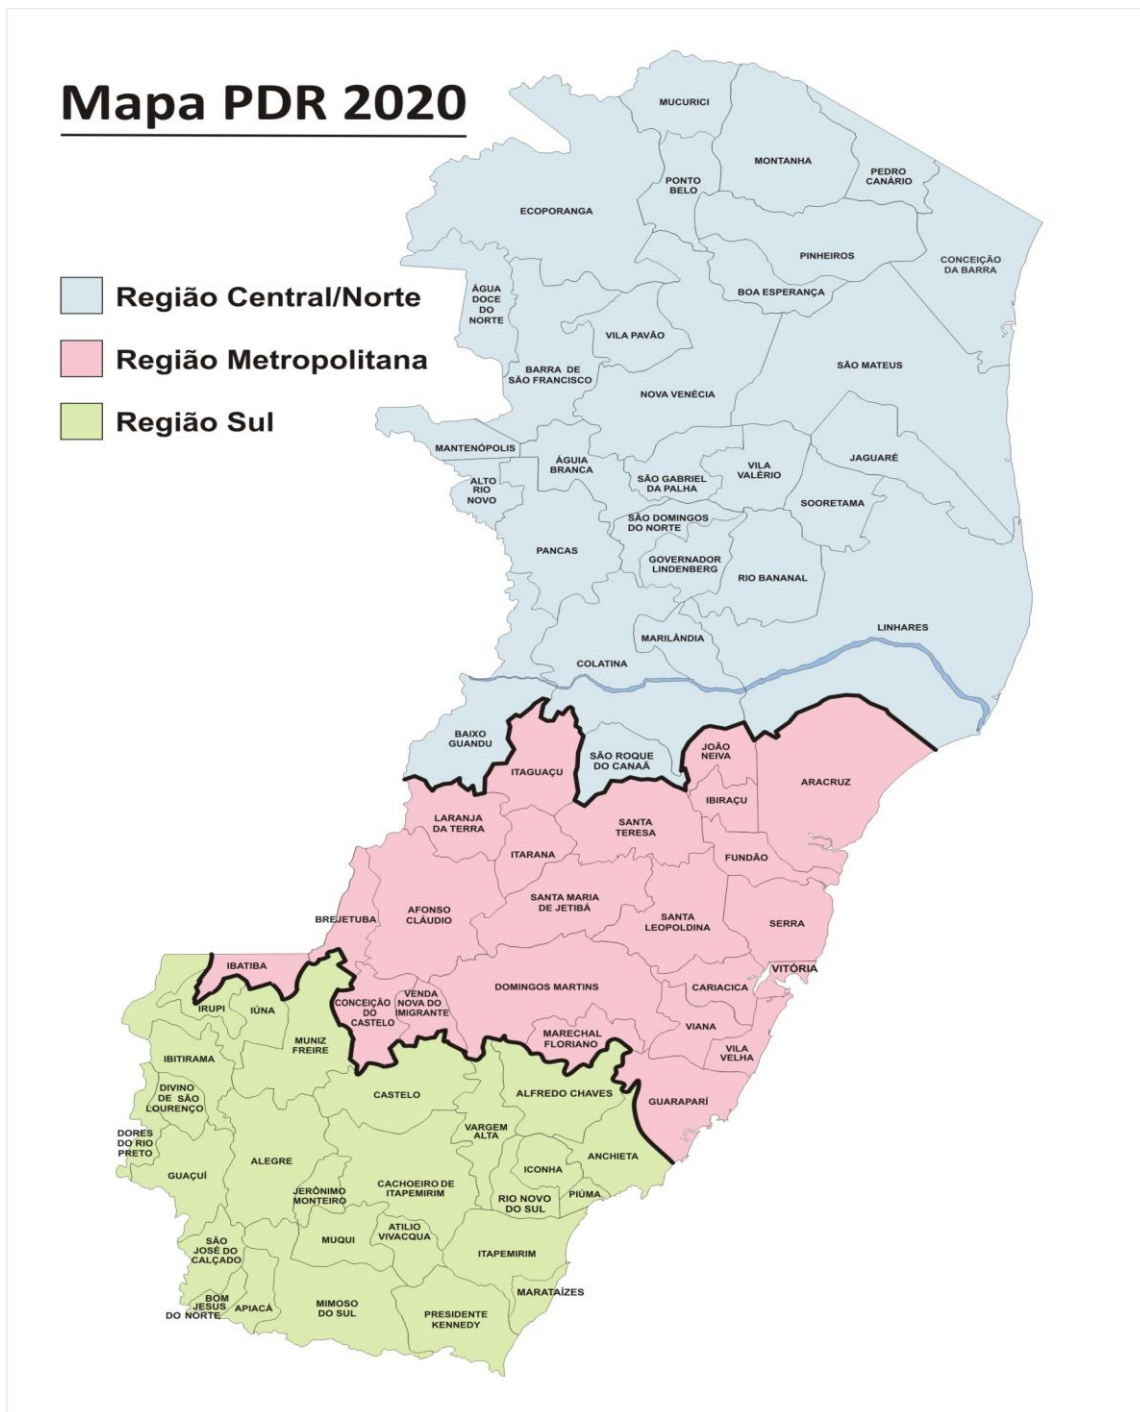 Mapa PDR 2020
Região Central/Norte
Região Metropolitana
Região Sul
MUCURICI
MONTANHA
PEDRO
CANÁRIO
PONTO
BELO
ECOPORANGA
PINHEIROS
CONCEIÇÃO
DA BARRA
ÁGUA
DOCE
DO
NORTE
BOA ESPERANÇA
VILA PAVÃO
BARRA DE
SÃO FRANCISCO
SÃO MATEUS
NOVA VENÉCIA
MANTENÓPOLIS
ÁGUIA
BRANCA
JAGUARÉ
VILA
VALÉRIO
SÃO GABRIEL
DA PALHA
ALTO
RIO
NOVO
SOORETAMA
SÃO DOMINGOS
DO NORTE
PANCAS
GOVERNADOR
LINDENBERG
RIO BANANAL
LINHARES
MARILÂNDIA
COLATINA
BAIXO
GUANDU
SÃO ROQUE
DO CANAÃ
JOÃO
NEIVA
ITAGUAÇU
ARACRUZ
IBIRAÇU
LARANJA
DA TERRA
SANTA
TERESA
ITARANA
FUNDÃO
SANTA MARIA
DE JETIBÁ
AFONSO
CLÁUDIO
BREJETUBA
SANTA
LEOPOLDINA
SERRA
IBATIBA
VITÓRIA
DOMINGOS MARTINS
CARIACICA
CONCEIÇÃO
DO
CASTELO
VENDA
NOVA DO
IMIGRANTE
IRUPI
IÚNA
VIANA
MARECHAL
FLORIANO
MUNIZ
FREIRE
VILA
VELHA
IBITIRAMA
DIVINO
DE SÃO
LOURENÇO
CASTELO
ALFREDO CHAVES
GUARAPARÍ
VARGEM
ALTA
DORES
DO RIO
PRETO
ANCHIETA
ALEGRE
GUAÇUÍ
ICONHA
CACHOEIRO DE
ITAPEMIRIM
JERÔNIMO
MONTEIRO
PIÚMA
RIO NOVO
DO SUL
ATILIO
VIVACQUA
MUQUI
SÃO
JOSÉ DO
CALÇADO
ITAPEMIRIM
MARATAÍZES
BOM
JESUS
DO NORTE
APIACÁ
MIMOSO
DO SUL
PRESIDENTE
KENNEDY